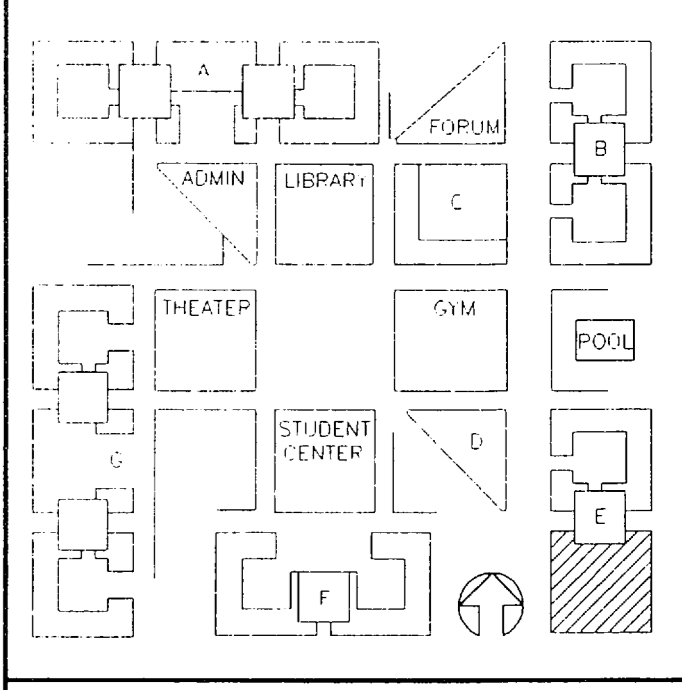 A
FORUM
B
ADMIN
LIBRARY
C
THEATER
GYM
POOL
STUDENT
CENTER
D
G
E
F